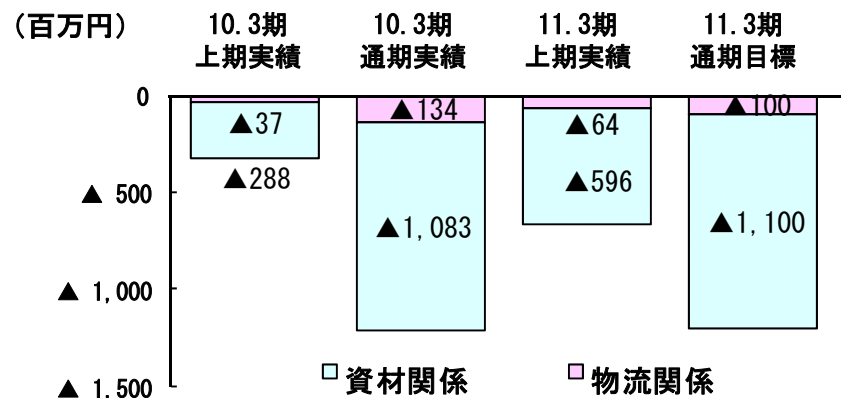 (百万円)
10.3期 10.3期 11.3期 11.3期
上期実績 通期実績 上期実績 通期目標
0
▲37 ▲134 ▲64 ▲100
▲288 ▲596
▲ 500
▲1,083 ▲1,100
▲ 1,000
▲ 1,500
資材関係 物流関係